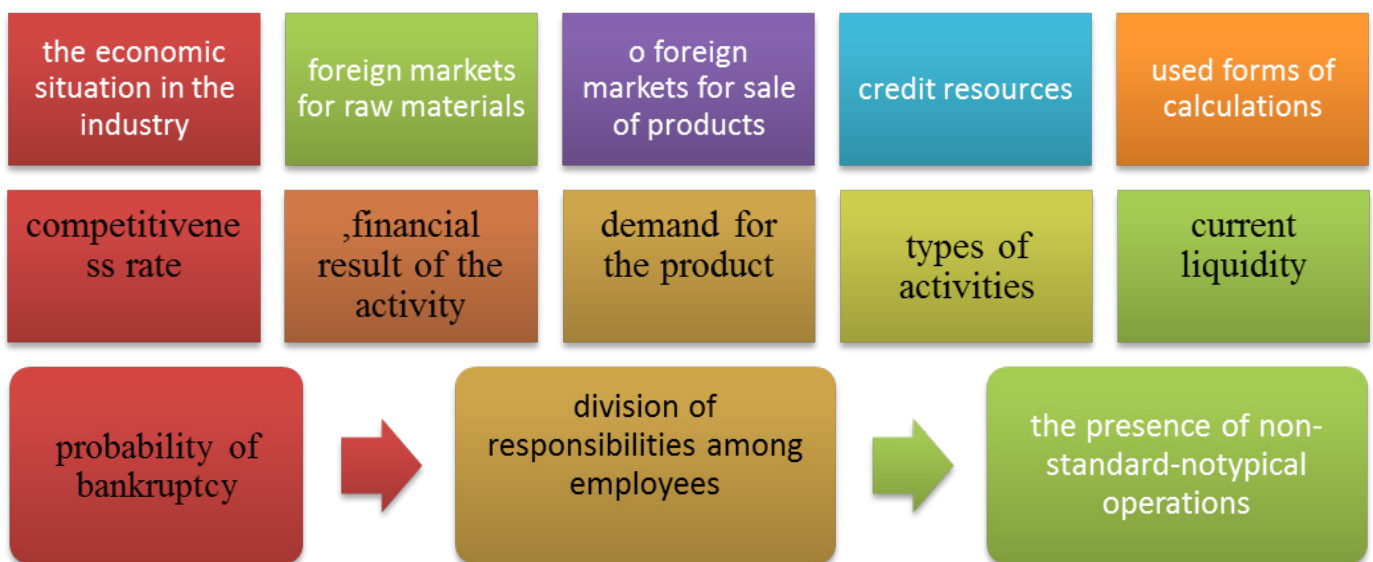 the economic
situation in the
industry
foreign markets
for raw materials
o foreign
markets for sale
of products
credit resources
used forms of
calculations
competitivene
ss rate
,financial
result of the
activity
demand for
the product
types of
activities
current
liquidity
probability of
bankruptcy
division of
responsibilities among
employees
the presence of non-
standard-notypical
operations